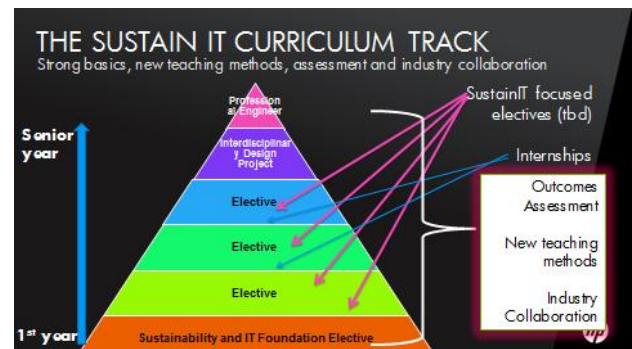 THE SUSTAIN IT CURRICULUM TRACK
Strong basics, new teaching methods, assessment and industry collaboration
Profession
al Engineer
Interdisciplinar
y Design
Project
Elective
Elective
Elective
Sustainability and IT Foundation Elective
Senior
year
1st year
SustainIT focused
electives (tbd)
Internships
Outcomes
Assessment
New teaching
methods
Industry
Collaboration
hp